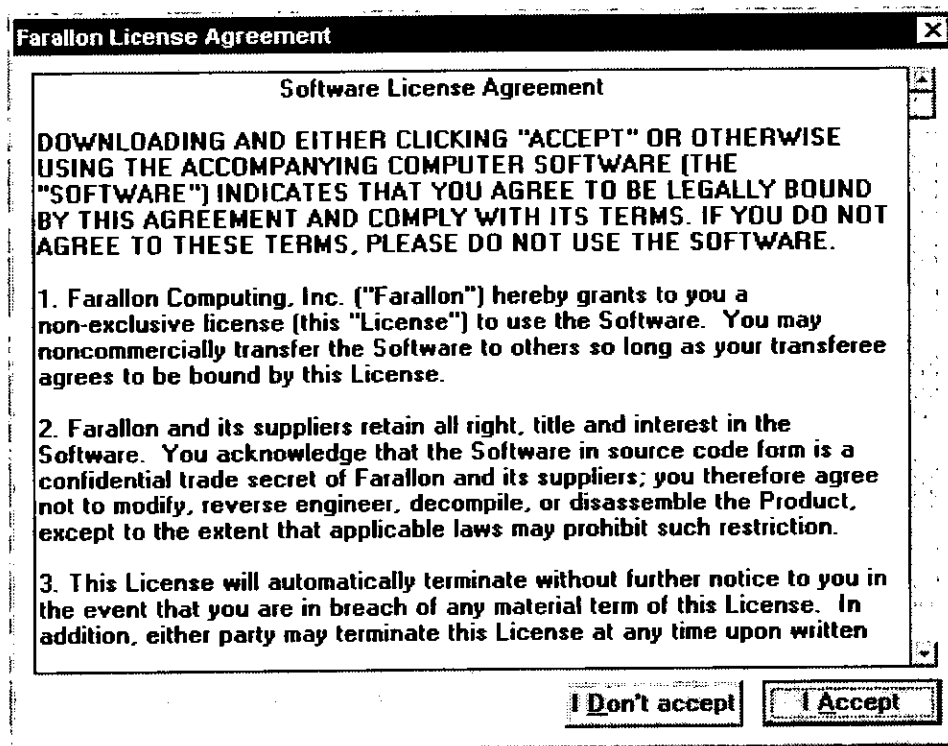 Farallon License Agreement
Software License Agreement
DOWNLOADING AND EITHER CLICKING "ACCEPT" OR OTHERWISE
USING THE ACCOMPANYING COMPUTER SOFTWARE (THE
"SOFTWARE") INDICATES THAT YOU AGREE TO BE LEGALLY BOUND
BY THIS AGREEMENT AND COMPLY WITH ITS TERMS. IF YOU DO NOT
AGREE TO THESE TERMS, PLEASE DO NOT USE THE SOFTWARE.
1. Farallon Computing, Inc. ("Farallon") hereby grants to you a
non-exclusive license (this "License") to use the Software. You may
noncommercially transfer the Software to others so long as your transferee
agrees to be bound by this License.
2. Farallon and its suppliers retain all right, title and interest in the
Software. You acknowledge that the Software in source code form is a
confidential trade secret of Farallon and its suppliers; you therefore agree
not to modify, reverse engineer, decompile, or disassemble the Product,
except to the extent that applicable laws may prohibit such restriction.
3. This License will automatically terminate without further notice to you in
the event that you are in breach of any material term of this License. In
addition, either party may terminate this License at any time upon written
I Don't accept
I Accept